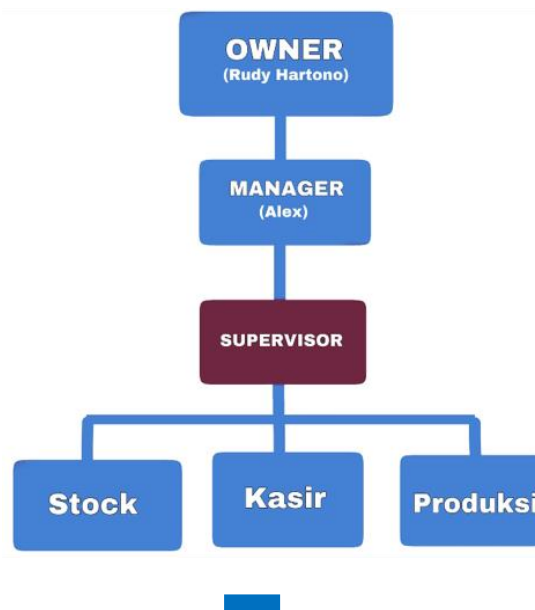 OWNER
(Rudy Hartono)
MANAGER
(Alex)
SUPERVISOR
Stock
Kasir
Produksi